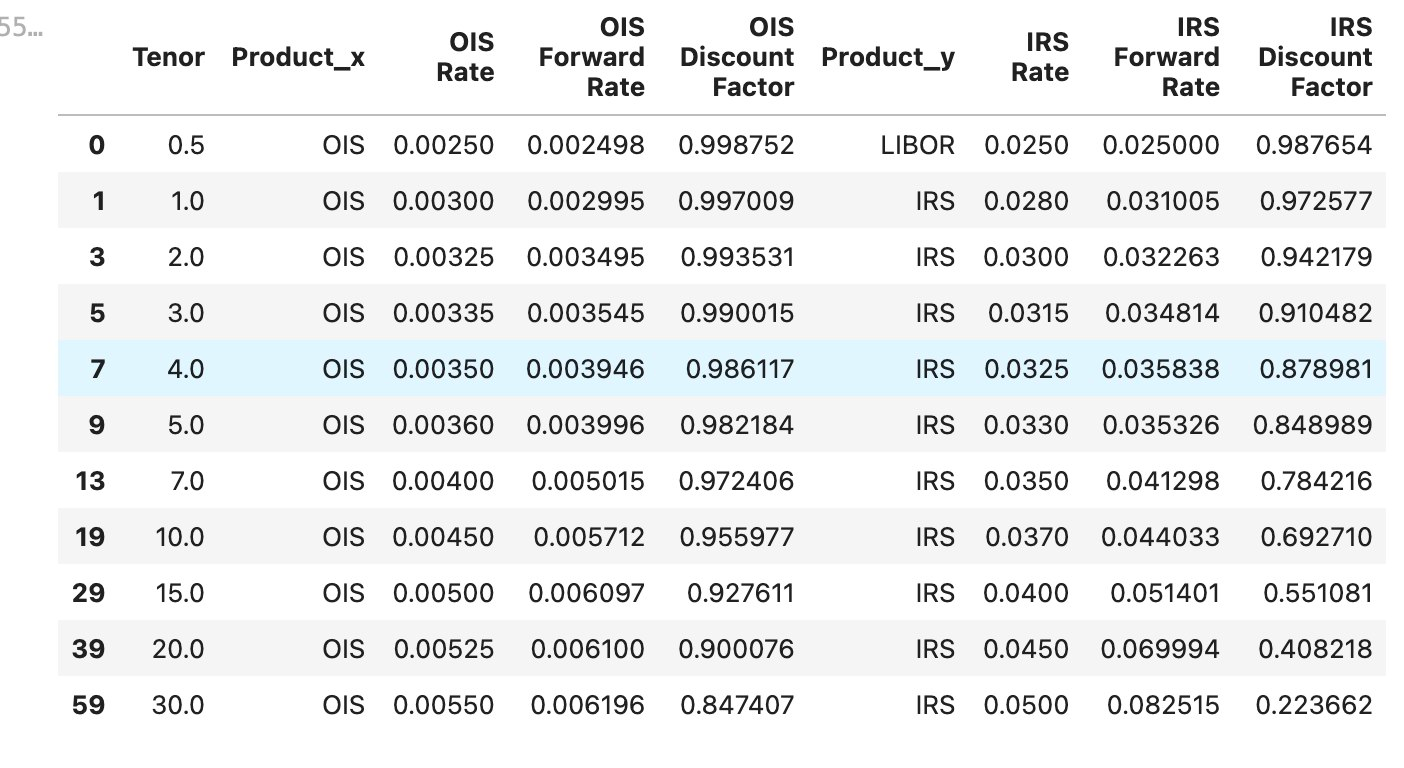 55…
Tenor Product_x OIS Rate OIS Forward Rate OIS Discount Factor Product_y IRS Rate IRS Forward Rate IRS Discount Factor
0 0.5 OIS 0.00250 0.002498 0.998752 LIBOR 0.0250 0.025000 0.987654
1 1.0 OIS 0.00300 0.002995 0.997009 IRS 0.0280 0.031005 0.972577
3 2.0 OIS 0.00325 0.003495 0.993531 IRS 0.0300 0.032263 0.942179
5 3.0 OIS 0.00335 0.003545 0.990015 IRS 0.0315 0.034814 0.910482
7 4.0 OIS 0.00350 0.003946 0.986117 IRS 0.0325 0.035838 0.878981
9 5.0 OIS 0.00360 0.003996 0.982184 IRS 0.0330 0.035326 0.848989
13 7.0 OIS 0.00400 0.005015 0.972406 IRS 0.0350 0.041298 0.784216
19 10.0 OIS 0.00450 0.005712 0.955977 IRS 0.0370 0.044033 0.692710
29 15.0 OIS 0.00500 0.006097 0.927611 IRS 0.0400 0.051401 0.551081
39 20.0 OIS 0.00525 0.006100 0.900076 IRS 0.0450 0.069994 0.408218
59 30.0 OIS 0.00550 0.006196 0.847407 IRS 0.0500 0.082515 0.223662